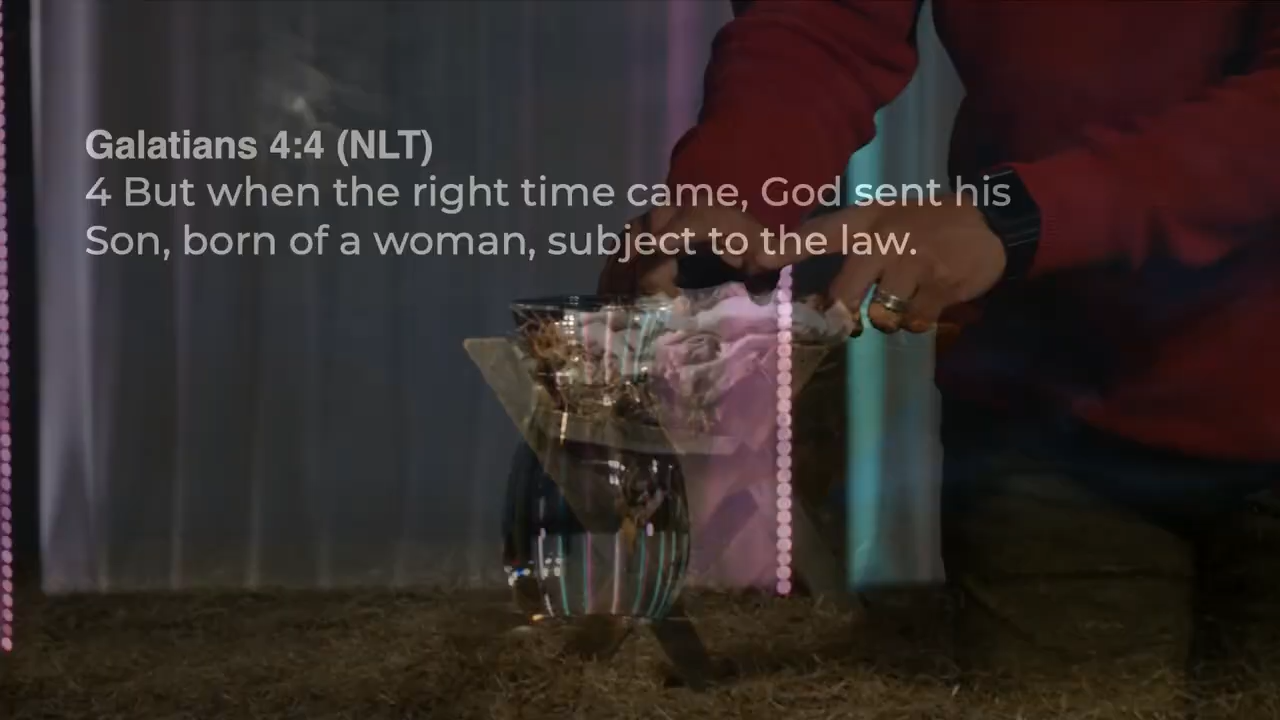 Galatians 4:4 (NLT)
4 But when the right time came, God sent his
Son, born of a woman, subject to the law.